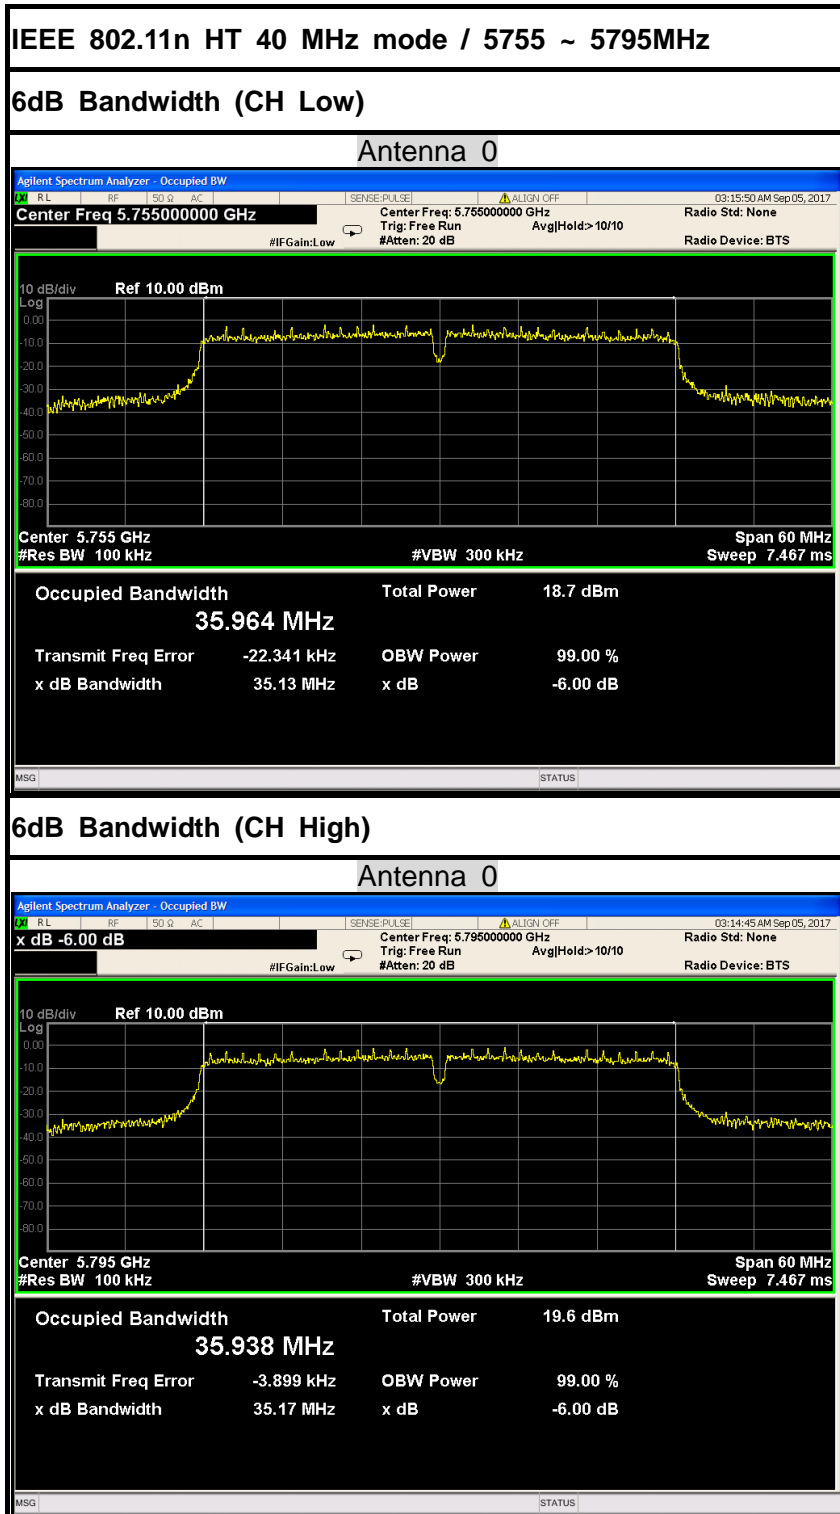 IEEE 802.11n HT 40 MHz mode / 5755 ~ 5795MHz
6dB Bandwidth (CH Low)
Antenna 0
Agilent Spectrum Analyzer - Occupied BW
LXI RL RF 50 Ω AC SENSE:PULSE ALIGN OFF 03:15:50 AM Sep 05, 2017
Center Freq 5.755000000 GHz Center Freq: 5.755000000 GHz Radio Std: None
Trig: Free Run Avg|Hold:>10/10
#IFGain:Low #Atten: 20 dB Radio Device: BTS
10 dB/div Ref 10.00 dBm
Log
0.00
-10.0
-20.0
-30.0
-40.0
-50.0
-60.0
-70.0
-80.0
Center 5.755 GHz Span 60 MHz
#Res BW 100 kHz #VBW 300 kHz Sweep 7.467 ms
Occupied Bandwidth Total Power 18.7 dBm
35.964 MHz
Transmit Freq Error -22.341 kHz OBW Power 99.00 %
x dB Bandwidth 35.13 MHz x dB -6.00 dB
MSG STATUS
6dB Bandwidth (CH High)
Antenna 0
Agilent Spectrum Analyzer - Occupied BW
LXI RL RF 50 Ω AC SENSE:PULSE ALIGN OFF 03:14:45 AM Sep 05, 2017
x dB -6.00 dB Center Freq: 5.795000000 GHz Radio Std: None
Trig: Free Run Avg|Hold:>10/10
#IFGain:Low #Atten: 20 dB Radio Device: BTS
10 dB/div Ref 10.00 dBm
Log
0.00
-10.0
-20.0
-30.0
-40.0
-50.0
-60.0
-70.0
-80.0
Center 5.795 GHz Span 60 MHz
#Res BW 100 kHz #VBW 300 kHz Sweep 7.467 ms
Occupied Bandwidth Total Power 19.6 dBm
35.938 MHz
Transmit Freq Error -3.899 kHz OBW Power 99.00 %
x dB Bandwidth 35.17 MHz x dB -6.00 dB
MSG STATUS